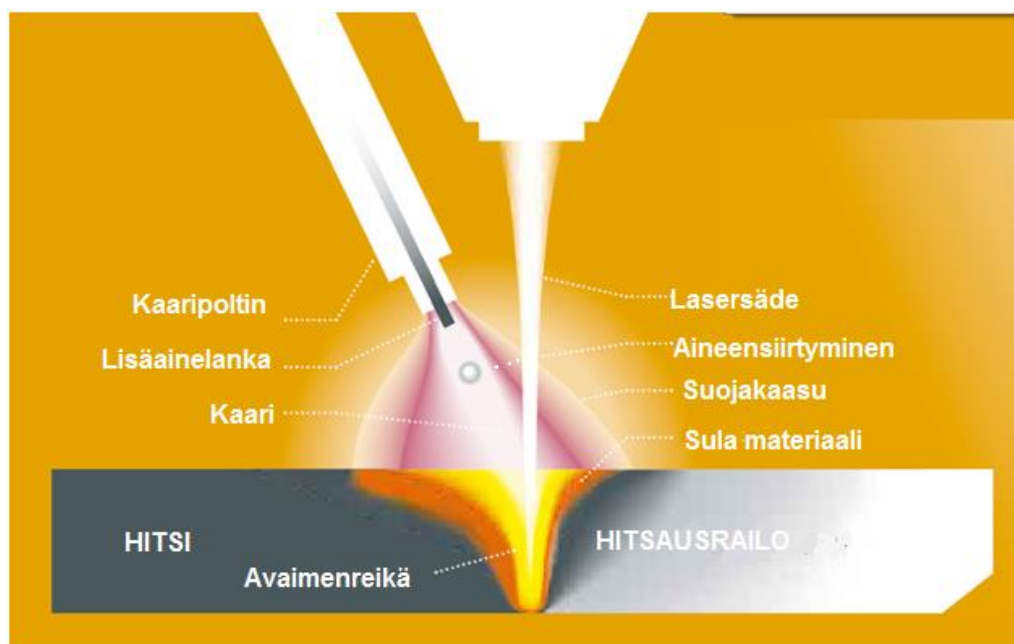 Kaaripoltin
Lisäainelanka
Kaari
Lasersäde
Aineensiirtyminen
Suojakaasu
Sula materiaali
HITSI
HITSAUSRAILO
Avaimenreikä